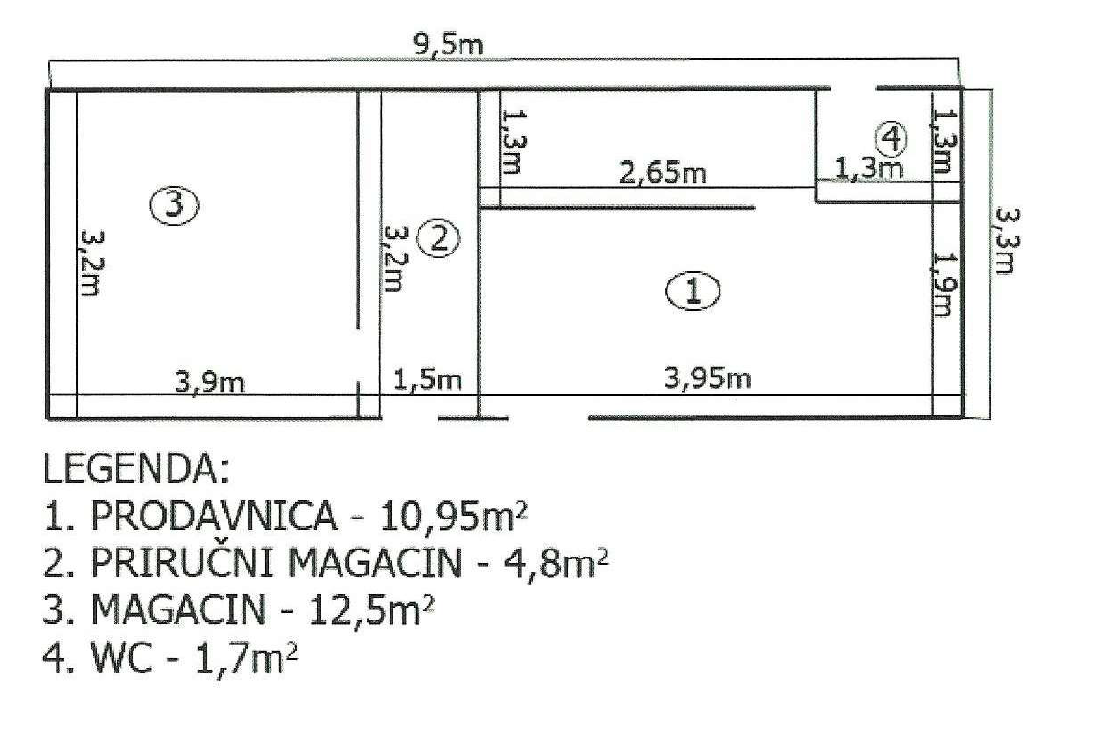 9,5m
1,3m
4
1,3m
2,65m
1,3m
3
2
3,2m
3,2m
3,3m
1
1,9m
3,9m
1,5m
3,95m
LEGENDA:
1. PRODAVNICA - 10,95m²
2. PRIRUČNI MAGACIN - 4,8m²
3. MAGACIN - 12,5m²
4. WC - 1,7m²